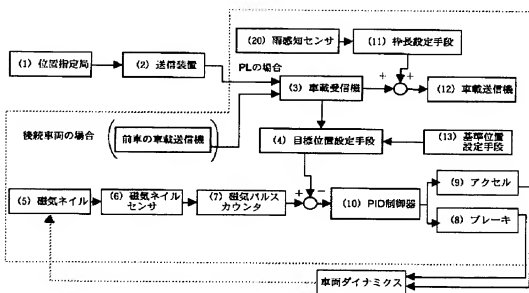 (20) 雨感知センサ
(11) 枠長設定手段
(1) 位置指定局
(2) 送信装置
PLの場合
(3) 車載受信機
+
+
(12) 車載送信機
後続車両の場合
前車の車載送信機
(4) 目標位置設定手段
(13) 基準位置
設定手段
(5) 磁気ネイル
(6) 磁気ネイル
センサ
(7) 磁気パルス
カウンタ
+
−
(10) PID制御器
(9) アクセル
(8) ブレーキ
車両ダイナミクス